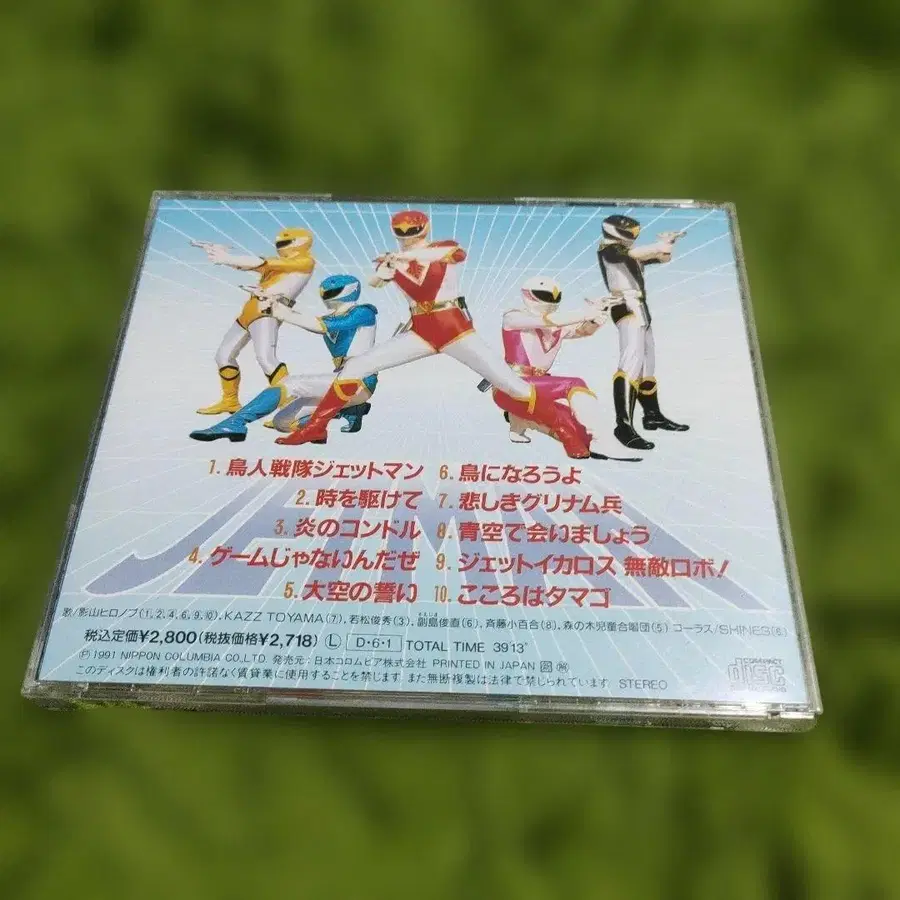 1. 鳥人戦隊ジェットマン
2. 時を駆けて
3. 炎のコンドル
4. ゲームじゃないんだぜ
5. 大空の誓い
6. 鳥になろうよ
7. 悲しきグリナム兵
8. 青空で会いましょう
9. ジェットイカロス 無敵ロボ!
10. こころはタマゴ
JETMAN
歌/影山ヒロノブ(1, 2, 4, 6, 9, 10), KAZZ TOYAMA(7), 若松俊秀(3), 副島俊直(6), 斉藤小百合(8), 森の木児童合唱団(5) コーラス/SHINES(6)
税込定価¥2,800(税抜価格¥2,718) Ⓛ D・6・1 TOTAL TIME 39'13"
Ⓟ 1991 NIPPON COLUMBIA CO.,LTD. 発売元:日本コロムビア株式会社 PRINTED IN JAPAN
このディスクは権利者の許諾なく賃貸業に使用することを禁じます。また無断複製は法律で禁じられています。 STEREO
COMPACT
disc